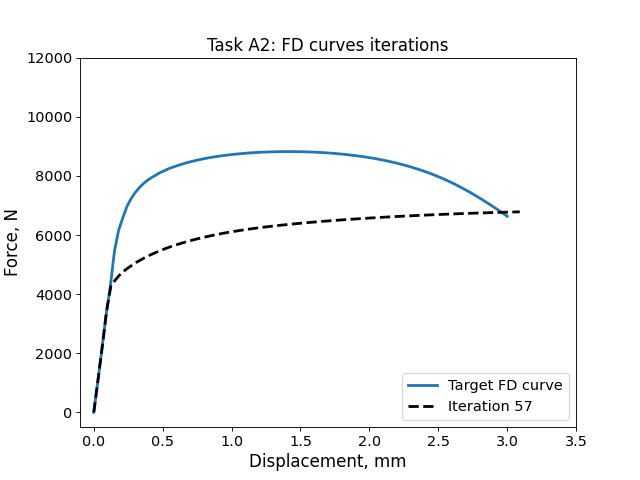 Task A2: FD curves iterations
Force, N
12000
10000
8000
6000
4000
2000
0
0.0 0.5 1.0 1.5 2.0 2.5 3.0 3.5
Displacement, mm
Target FD curve
Iteration 57